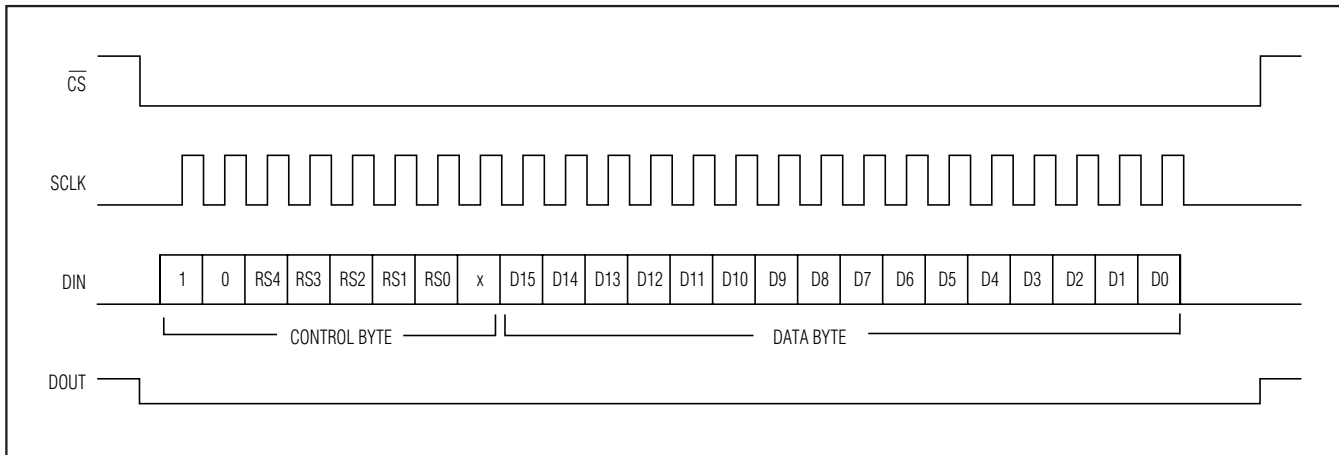 CS
SCLK
DIN 1 0 RS4 RS3 RS2 RS1 RS0 x D15 D14 D13 D12 D11 D10 D9 D8 D7 D6 D5 D4 D3 D2 D1 D0
CONTROL BYTE DATA BYTE
DOUT